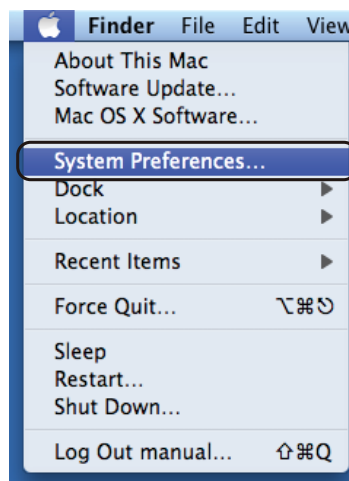 Finder File Edit View
About This Mac
Software Update...
Mac OS X Software...
System Preferences...
Dock
Location
Recent Items
Force Quit... ⌥⌘⎋
Sleep
Restart...
Shut Down...
Log Out manual... ⇧⌘Q